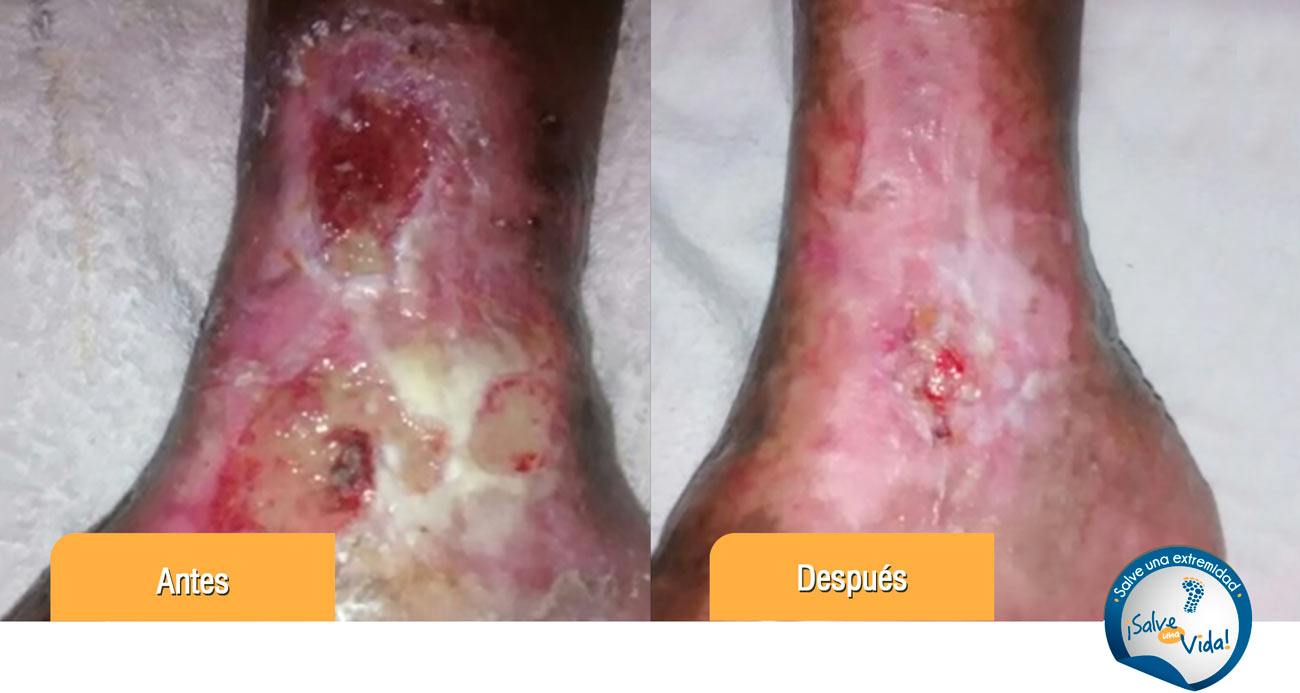 Antes
Después
• Salve una extremidad •
¡Salve
una
Vida!